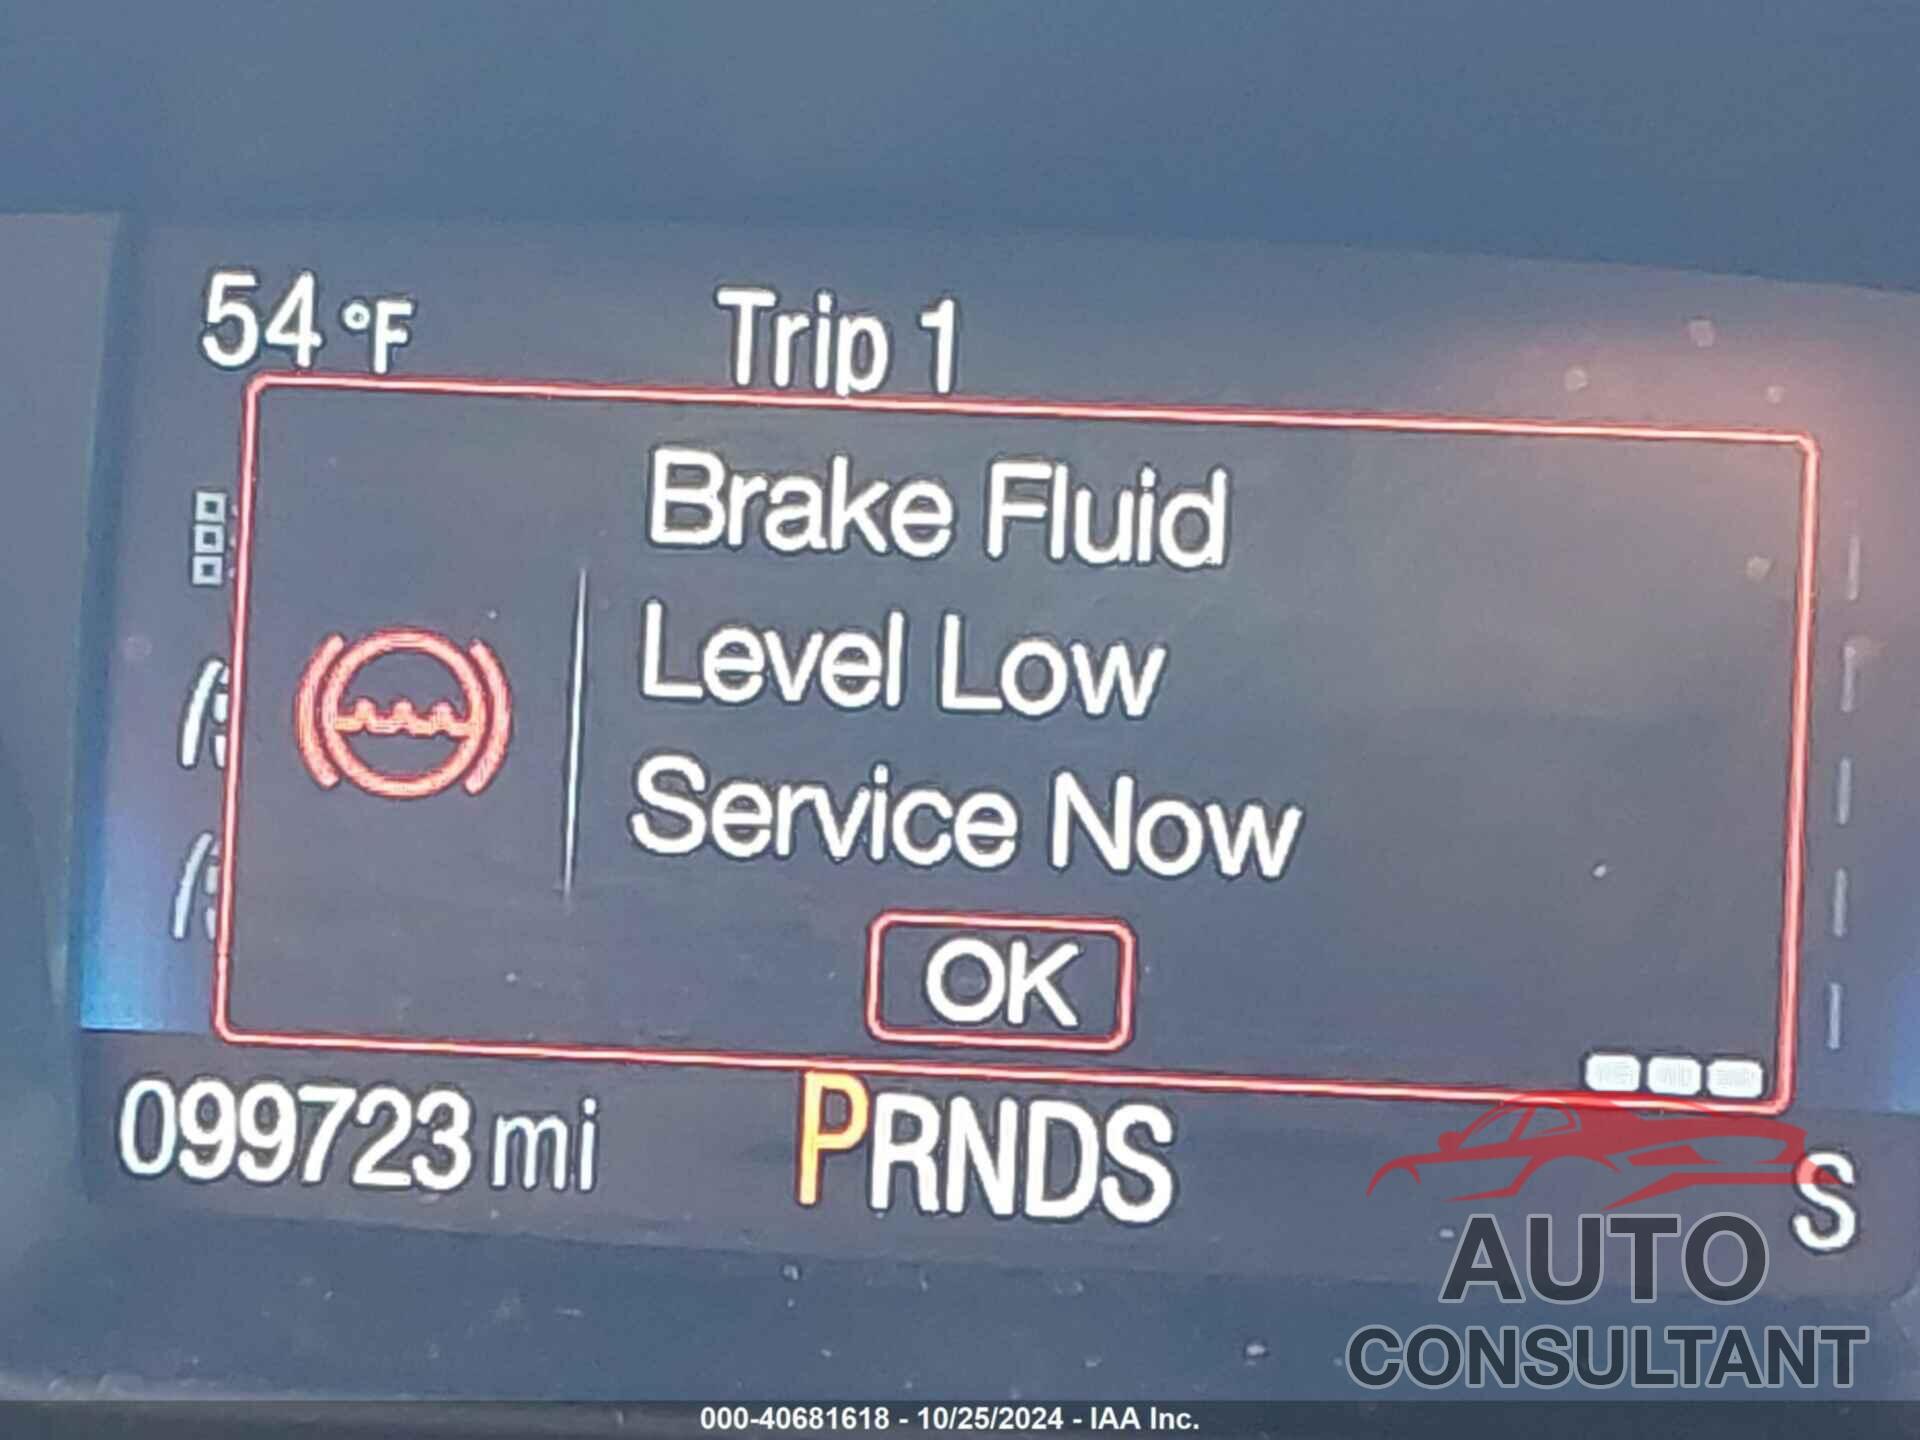 54 °F
Trip 1
Brake Fluid
Level Low
Service Now
OK
099723 mi
PRNDS
S
AUTO
CONSULTANT
000-40681618 - 10/25/2024 - IAA Inc.